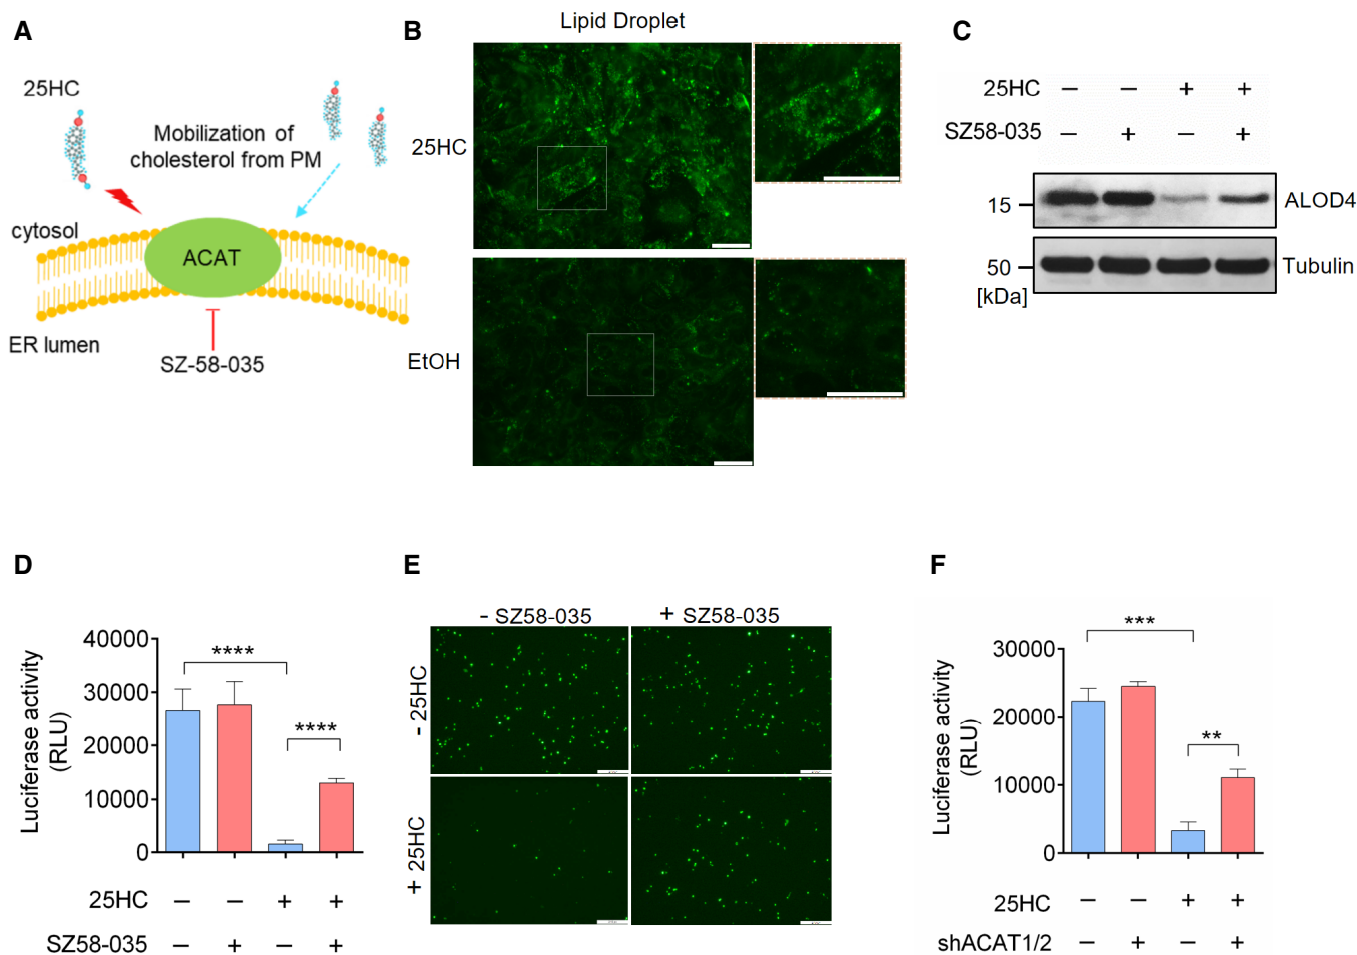 A
25HC
Mobilization of
cholesterol from PM
cytosol
ACAT
ER lumen
SZ-58-035
B
Lipid Droplet
25HC
EtOH
C
25HC − − + +
SZ58-035 − + − +
15 ALOD4
50 Tubulin
[kDa]
D
Luciferase activity
(RLU)
40000
30000
20000
10000
0
****
****
25HC − − + +
SZ58-035 − + − +
E
- SZ58-035 + SZ58-035
- 25HC
+ 25HC
F
Luciferase activity
(RLU)
30000
20000
10000
0
***
**
25HC − − + +
shACAT1/2 − + − +